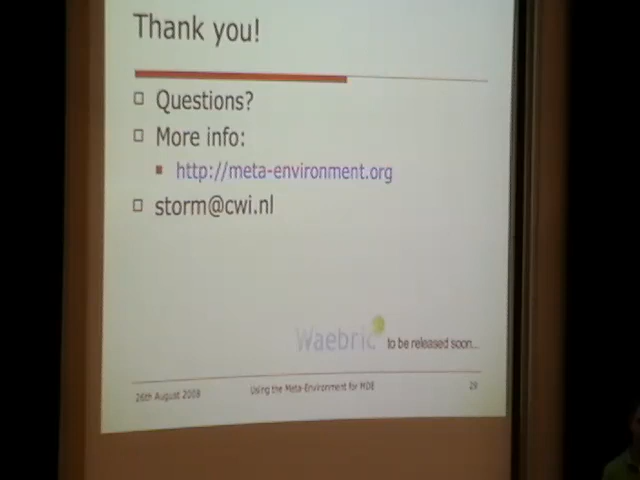 Thank you!
Questions?
More info:
http://meta-environment.org
storm@cwi.nl
Waebric to be released soon...
26th August 2008 Using the Meta-Environment for MDE 29